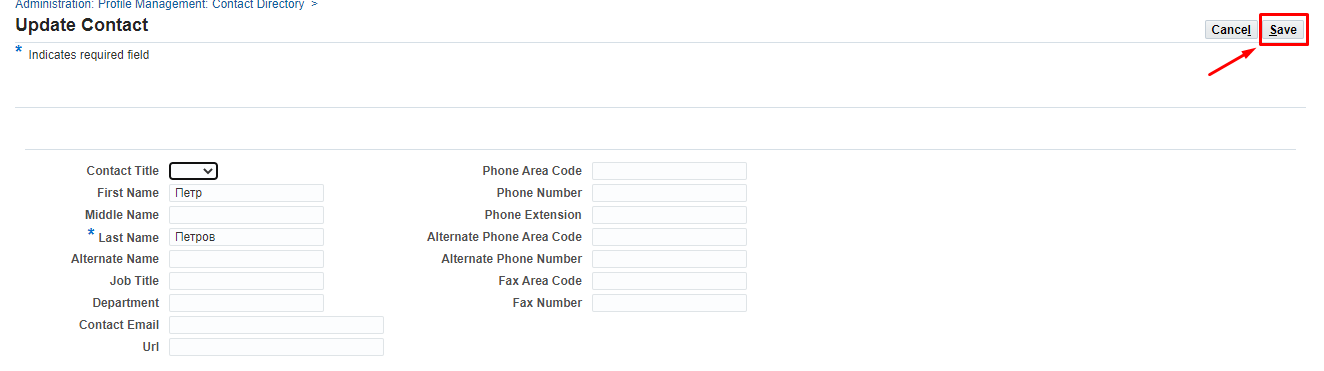 Administration: Profile Management: Contact Directory >
Update Contact
Cancel Save
* Indicates required field
Contact Title
First Name Петр
Middle Name
* Last Name Петров
Alternate Name
Job Title
Department
Contact Email
Url
Phone Area Code
Phone Number
Phone Extension
Alternate Phone Area Code
Alternate Phone Number
Fax Area Code
Fax Number